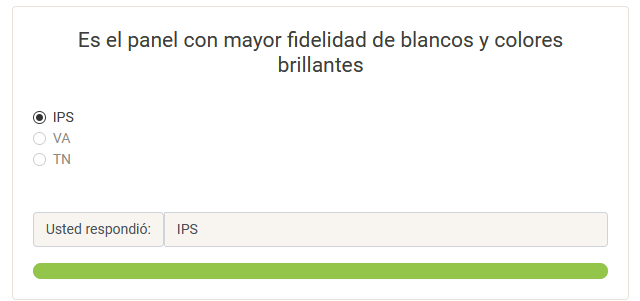 Es el panel con mayor fidelidad de blancos y colores
brillantes
IPS
VA
TN
Usted respondió: IPS